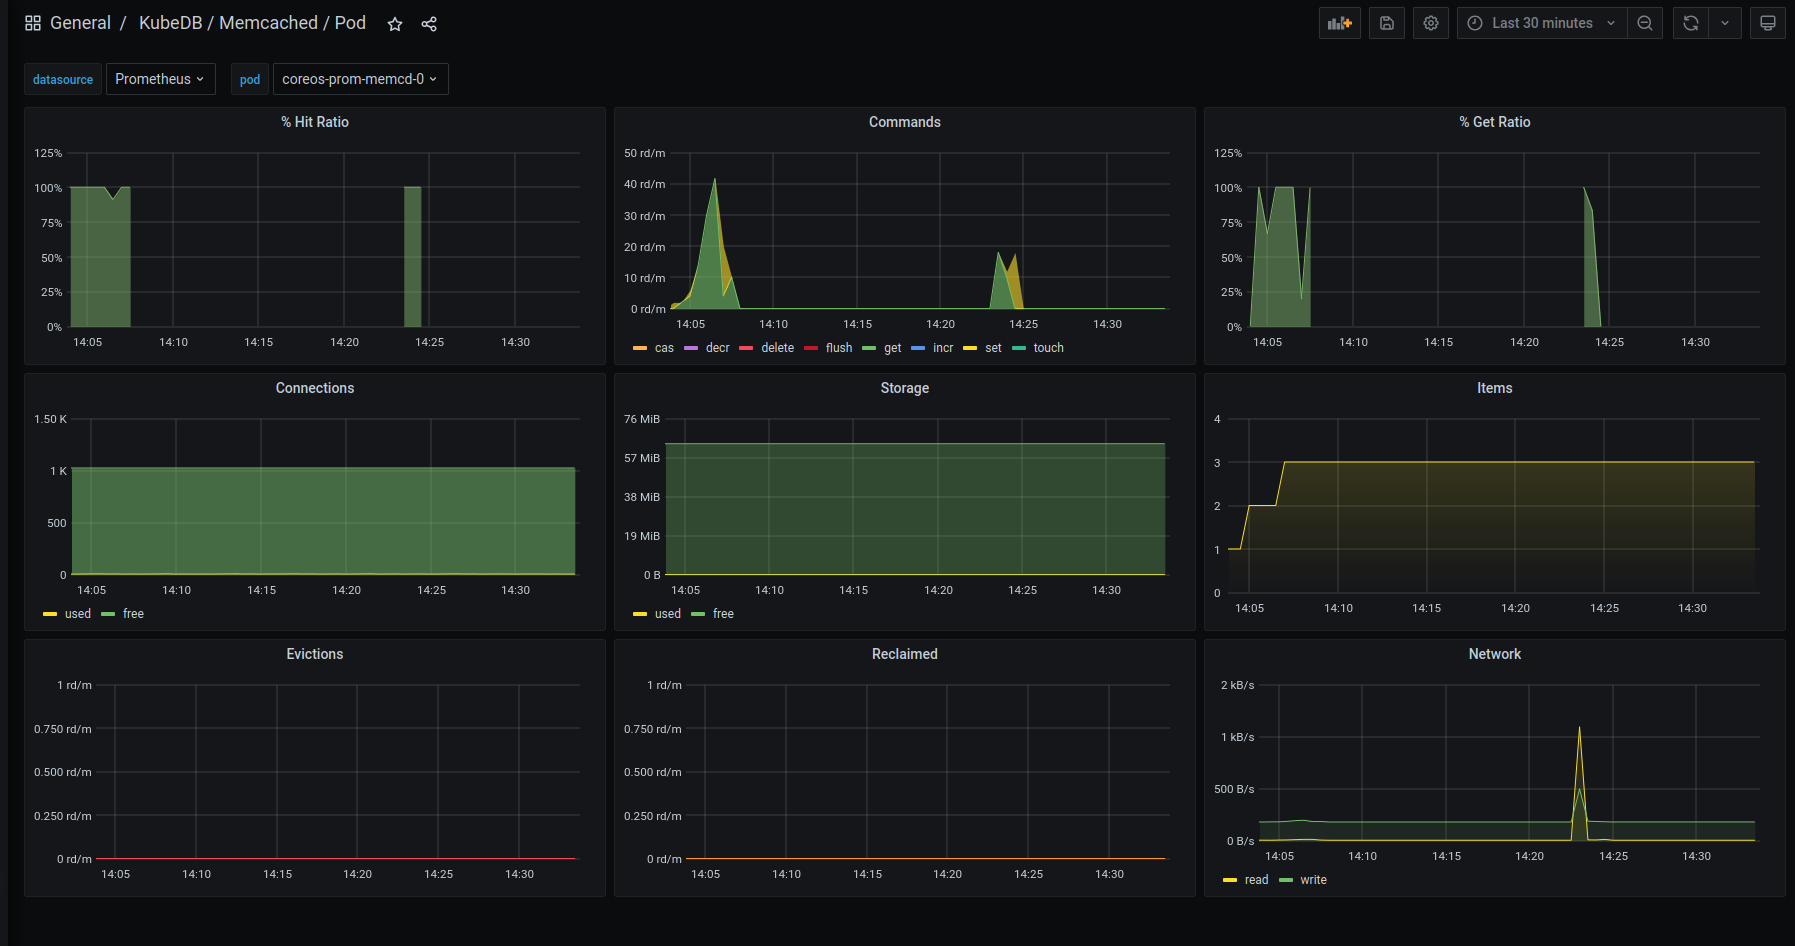 General / KubeDB / Memcached / Pod
Last 30 minutes
datasource Prometheus pod coreos-prom-memcd-0
% Hit Ratio
125%
100%
75%
50%
25%
0%
14:05 14:10 14:15 14:20 14:25 14:30
Commands
50 rd/m
40 rd/m
30 rd/m
20 rd/m
10 rd/m
0 rd/m
14:05 14:10 14:15 14:20 14:25 14:30
cas decr delete flush get incr set touch
% Get Ratio
125%
100%
75%
50%
25%
0%
14:05 14:10 14:15 14:20 14:25 14:30
Connections
1.50 K
1 K
500
0
14:05 14:10 14:15 14:20 14:25 14:30
used free
Storage
76 MiB
57 MiB
38 MiB
19 MiB
0 B
14:05 14:10 14:15 14:20 14:25 14:30
used free
Items
4
3
2
1
0
14:05 14:10 14:15 14:20 14:25 14:30
Evictions
1 rd/m
0.750 rd/m
0.500 rd/m
0.250 rd/m
0 rd/m
14:05 14:10 14:15 14:20 14:25 14:30
Reclaimed
1 rd/m
0.750 rd/m
0.500 rd/m
0.250 rd/m
0 rd/m
14:05 14:10 14:15 14:20 14:25 14:30
Network
2 kB/s
1 kB/s
500 B/s
0 B/s
14:05 14:10 14:15 14:20 14:25 14:30
read write